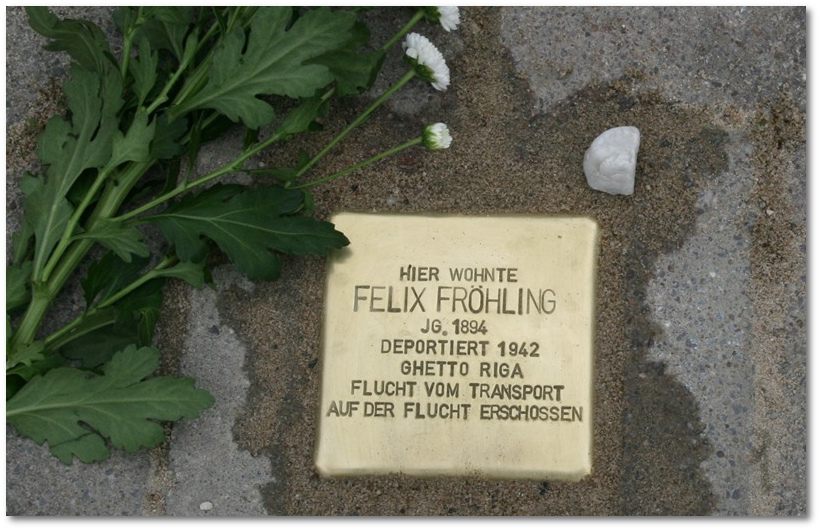 HIER WOHNTE
FELIX FRÖHLING
JG. 1894
DEPORTIERT 1942
GHETTO RIGA
FLUCHT VOM TRANSPORT
AUF DER FLUCHT ERSCHOSSEN